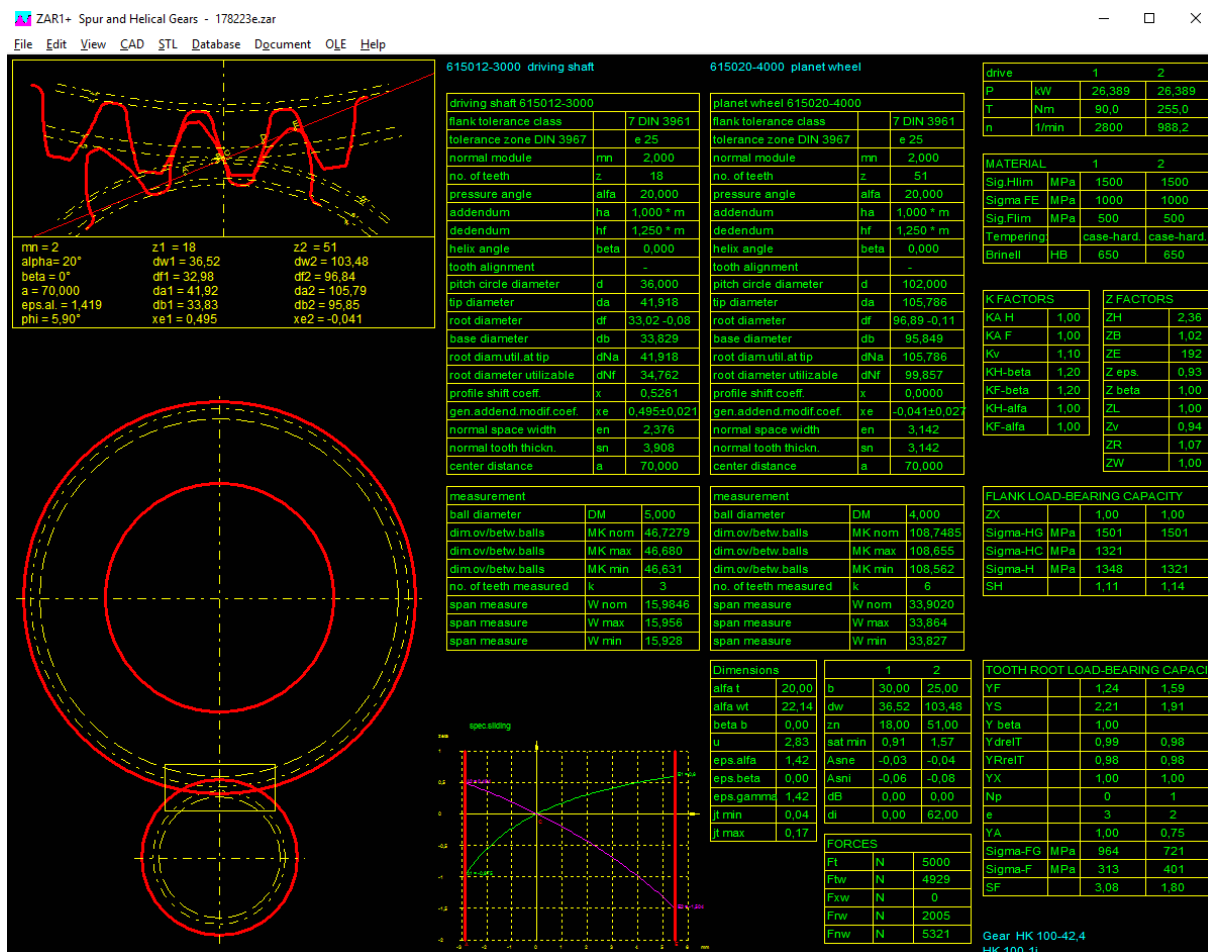 ZAR1+ Spur and Helical Gears - 178223e.zar
File Edit View CAD STL Database Document OLE Help
mn = 2 z1 = 18 z2 = 51
alpha= 20° dw1 = 36,52 dw2 = 103,48
beta = 0° df1 = 32,98 df2 = 96,84
a = 70,000 da1 = 41,92 da2 = 105,79
eps.al. = 1,419 db1 = 33,83 db2 = 95,85
phi = 5,90° xe1 = 0,495 xe2 = -0,041
615012-3000 driving shaft
driving shaft 615012-3000
flank tolerance class 7 DIN 3961
tolerance zone DIN 3967 e 25
normal module mn 2,000
no. of teeth z 18
pressure angle alfa 20,000
addendum ha 1,000 * m
dedendum hf 1,250 * m
helix angle beta 0,000
tooth alignment -
pitch circle diameter d 36,000
tip diameter da 41,918
root diameter df 33,02 -0,08
base diameter db 33,829
root diam.util.at tip dNa 41,918
root diameter utilizable dNf 34,762
profile shift coeff. x 0,5261
gen.addend.modif.coef. xe 0,495±0,021
normal space width en 2,376
normal tooth thickn. sn 3,908
center distance a 70,000
measurement
ball diameter DM 5,000
dim.ov/betw.balls MK nom 46,7279
dim.ov/betw.balls MK max 46,680
dim.ov/betw.balls MK min 46,631
no. of teeth measured k 3
span measure W nom 15,9846
span measure W max 15,956
span measure W min 15,928
615020-4000 planet wheel
planet wheel 615020-4000
flank tolerance class 7 DIN 3961
tolerance zone DIN 3967 e 25
normal module mn 2,000
no. of teeth z 51
pressure angle alfa 20,000
addendum ha 1,000 * m
dedendum hf 1,250 * m
helix angle beta 0,000
tooth alignment -
pitch circle diameter d 102,000
tip diameter da 105,786
root diameter df 96,89 -0,11
base diameter db 95,849
root diam.util.at tip dNa 105,786
root diameter utilizable dNf 99,857
profile shift coeff. x 0,0000
gen.addend.modif.coef. xe -0,041±0,027
normal space width en 3,142
normal tooth thickn. sn 3,142
center distance a 70,000
measurement
ball diameter DM 4,000
dim.ov/betw.balls MK nom 108,7485
dim.ov/betw.balls MK max 108,655
dim.ov/betw.balls MK min 108,562
no. of teeth measured k 6
span measure W nom 33,9020
span measure W max 33,864
span measure W min 33,827
spec.sliding
1
0,5
0
-0,5
-1
-1,5
-2
0 2 4 6 mm
Dimensions
alfa t 20,00
alfa wt 22,14
beta b 0,00
u 2,83
eps.alfa 1,42
eps.beta 0,00
eps.gamma 1,42
jt min 0,04
jt max 0,17
1 2
b 30,00 25,00
dw 36,52 103,48
zn 18,00 51,00
sat min 0,91 1,57
Asne -0,03 -0,04
Asni -0,06 -0,08
dB 0,00 0,00
di 0,00 62,00
FORCES
Ft N 5000
Ftw N 4929
Fxw N 0
Frw N 2005
Fnw N 5321
drive 1 2
P kW 26,389 26,389
T Nm 90,0 255,0
n 1/min 2800 988,2
MATERIAL 1 2
Sig.Hlim MPa 1500 1500
Sigma FE MPa 1000 1000
Sig.Flim MPa 500 500
Tempering: case-hard. case-hard.
Brinell HB 650 650
K FACTORS
KA H 1,00
KA F 1,00
Kv 1,10
KH-beta 1,20
KF-beta 1,20
KH-alfa 1,00
KF-alfa 1,00
Z FACTORS
ZH 2,36
ZB 1,02
ZE 192
Z eps. 0,93
Z beta 1,00
ZL 1,00
Zv 0,94
ZR 1,07
ZW 1,00
FLANK LOAD-BEARING CAPACITY
ZX 1,00 1,00
Sigma-HG MPa 1501 1501
Sigma-HC MPa 1321
Sigma-H MPa 1348 1321
SH 1,11 1,14
TOOTH ROOT LOAD-BEARING CAPACI
YF 1,24 1,59
YS 2,21 1,91
Y beta 1,00
YdrelT 0,99 0,98
YRrelT 0,98 0,98
YX 1,00 1,00
Np 0 1
e 3 2
YA 1,00 0,75
Sigma-FG MPa 964 721
Sigma-F MPa 313 401
SF 3,08 1,80
Gear HK 100-42,4
HK 100-1i